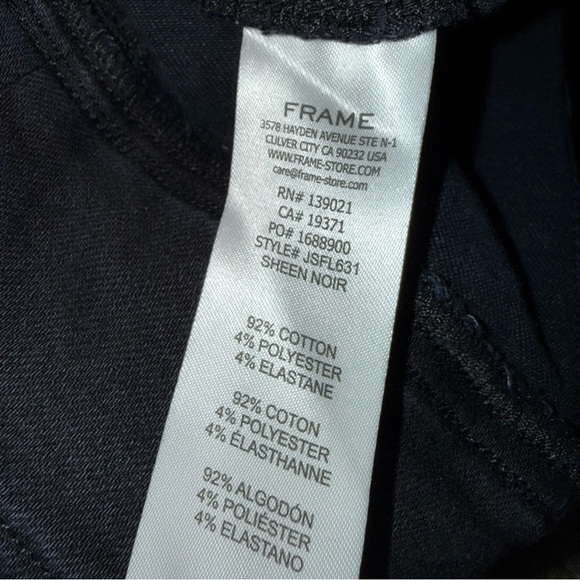 FRAME
3578 HAYDEN AVENUE STE N-1
CULVER CITY CA 90232 USA
WWW.FRAME-STORE.COM
care@frame-store.com
RN# 139021
CA# 19371
PO# 1688900
STYLE# JSFL631
SHEEN NOIR
92% COTTON
4% POLYESTER
4% ELASTANE
92% COTON
4% POLYESTER
4% ÉLASTHANNE
92% ALGODÓN
4% POLIÉSTER
4% ELASTANO